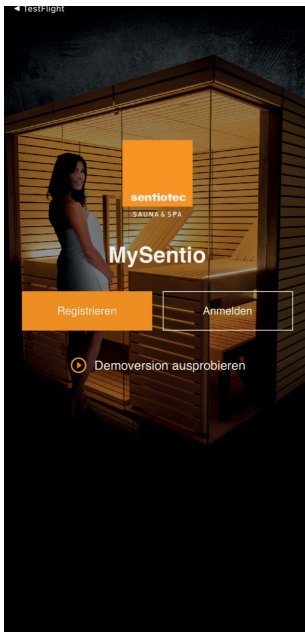 ◀ TestFlight
sentiotec
SAUNA & SPA
MySentio
Registrieren
Anmelden
Demoversion ausprobieren